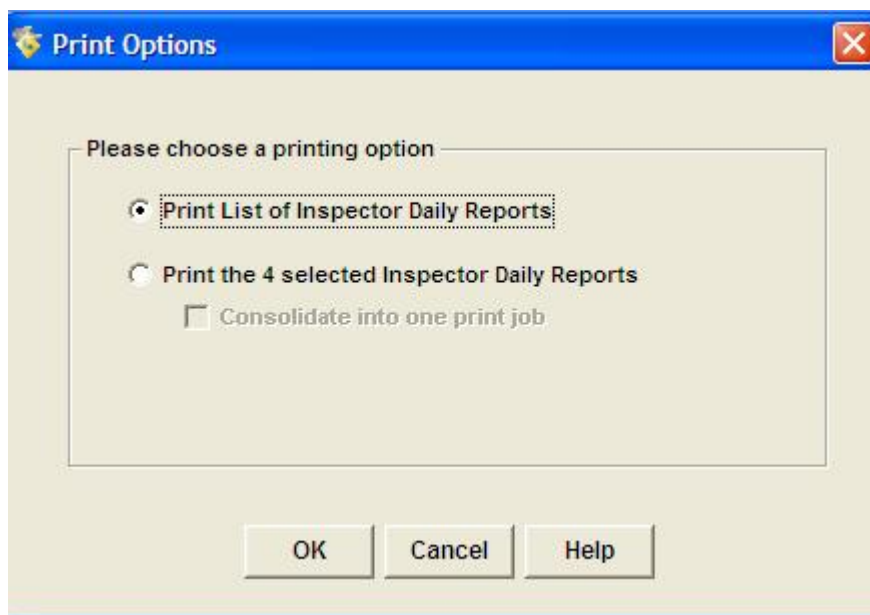 Print Options
Please choose a printing option
Print List of Inspector Daily Reports
Print the 4 selected Inspector Daily Reports
Consolidate into one print job
OK Cancel Help